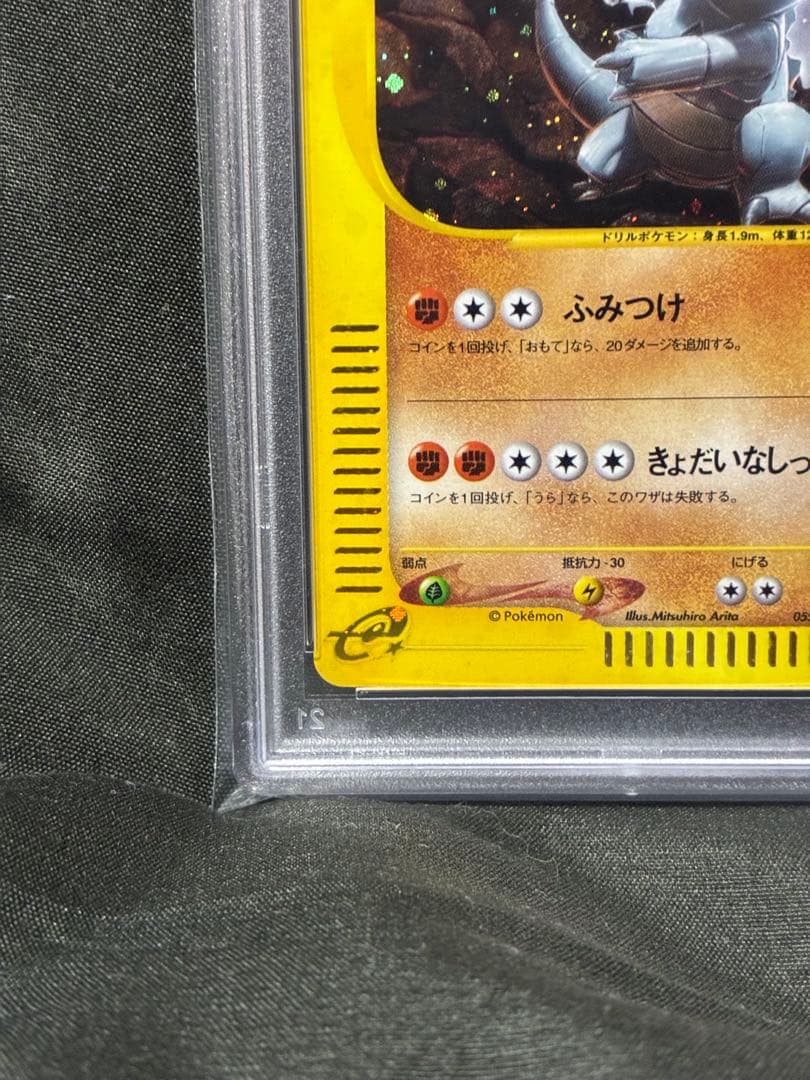 ドリルポケモン：身長1.9m、体重12
ふみつけ
コインを1回投げ、「おもて」なら、20ダメージを追加する。
きょだいなしっ
コインを1回投げ、「うら」なら、このワザは失敗する。
弱点 抵抗力-30 にげる
© Pokémon Illus.Mitsuhiro Arita 055
e
21